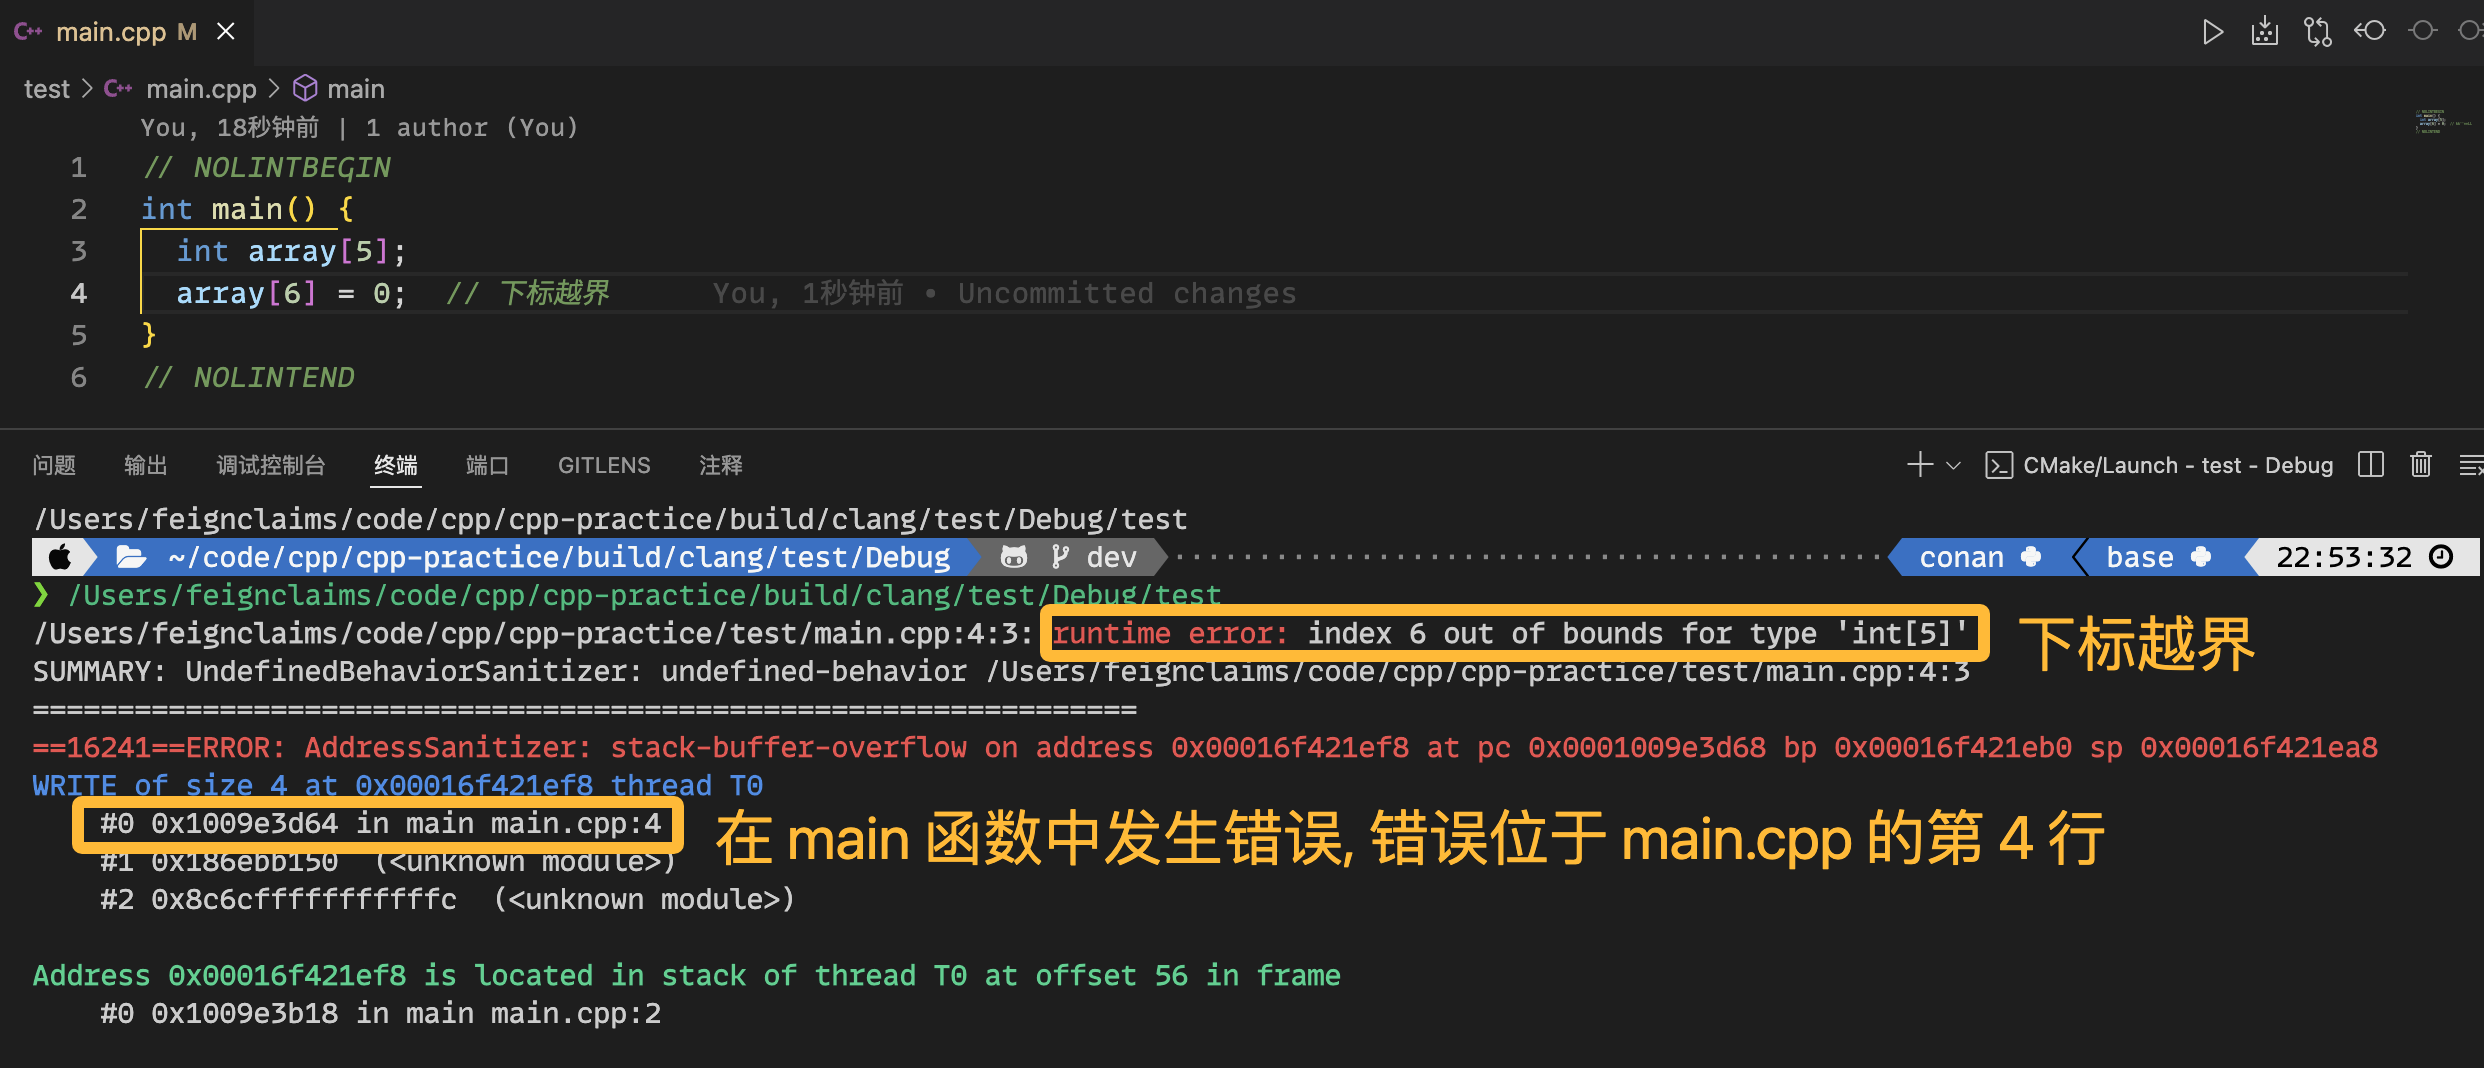 main.cpp M
test > main.cpp > main
You, 18秒钟前 | 1 author (You)
1 // NOLINTBEGIN
2 int main() {
3 int array[5];
4 array[6] = 0; // 下标越界 You, 1秒钟前 • Uncommitted changes
5 }
6 // NOLINTEND
问题 输出 调试控制台 终端 端口 GITLENS 注释 CMake/Launch - test - Debug
/Users/feignclaims/code/cpp/cpp-practice/build/clang/test/Debug/test
~/code/cpp/cpp-practice/build/clang/test/Debug dev conan base 22:53:32
❯ /Users/feignclaims/code/cpp/cpp-practice/build/clang/test/Debug/test
/Users/feignclaims/code/cpp/cpp-practice/test/main.cpp:4:3: runtime error: index 6 out of bounds for type 'int[5]' 下标越界
SUMMARY: UndefinedBehaviorSanitizer: undefined-behavior /Users/feignclaims/code/cpp/cpp-practice/test/main.cpp:4:3
=================================================================
==16241==ERROR: AddressSanitizer: stack-buffer-overflow on address 0x00016f421ef8 at pc 0x0001009e3d68 bp 0x00016f421eb0 sp 0x00016f421ea8
WRITE of size 4 at 0x00016f421ef8 thread T0
#0 0x1009e3d64 in main main.cpp:4 在 main 函数中发生错误, 错误位于 main.cpp 的第 4 行
#1 0x186ebb150 (<unknown module>)
#2 0x8c6cfffffffffffc (<unknown module>)
Address 0x00016f421ef8 is located in stack of thread T0 at offset 56 in frame
#0 0x1009e3b18 in main main.cpp:2